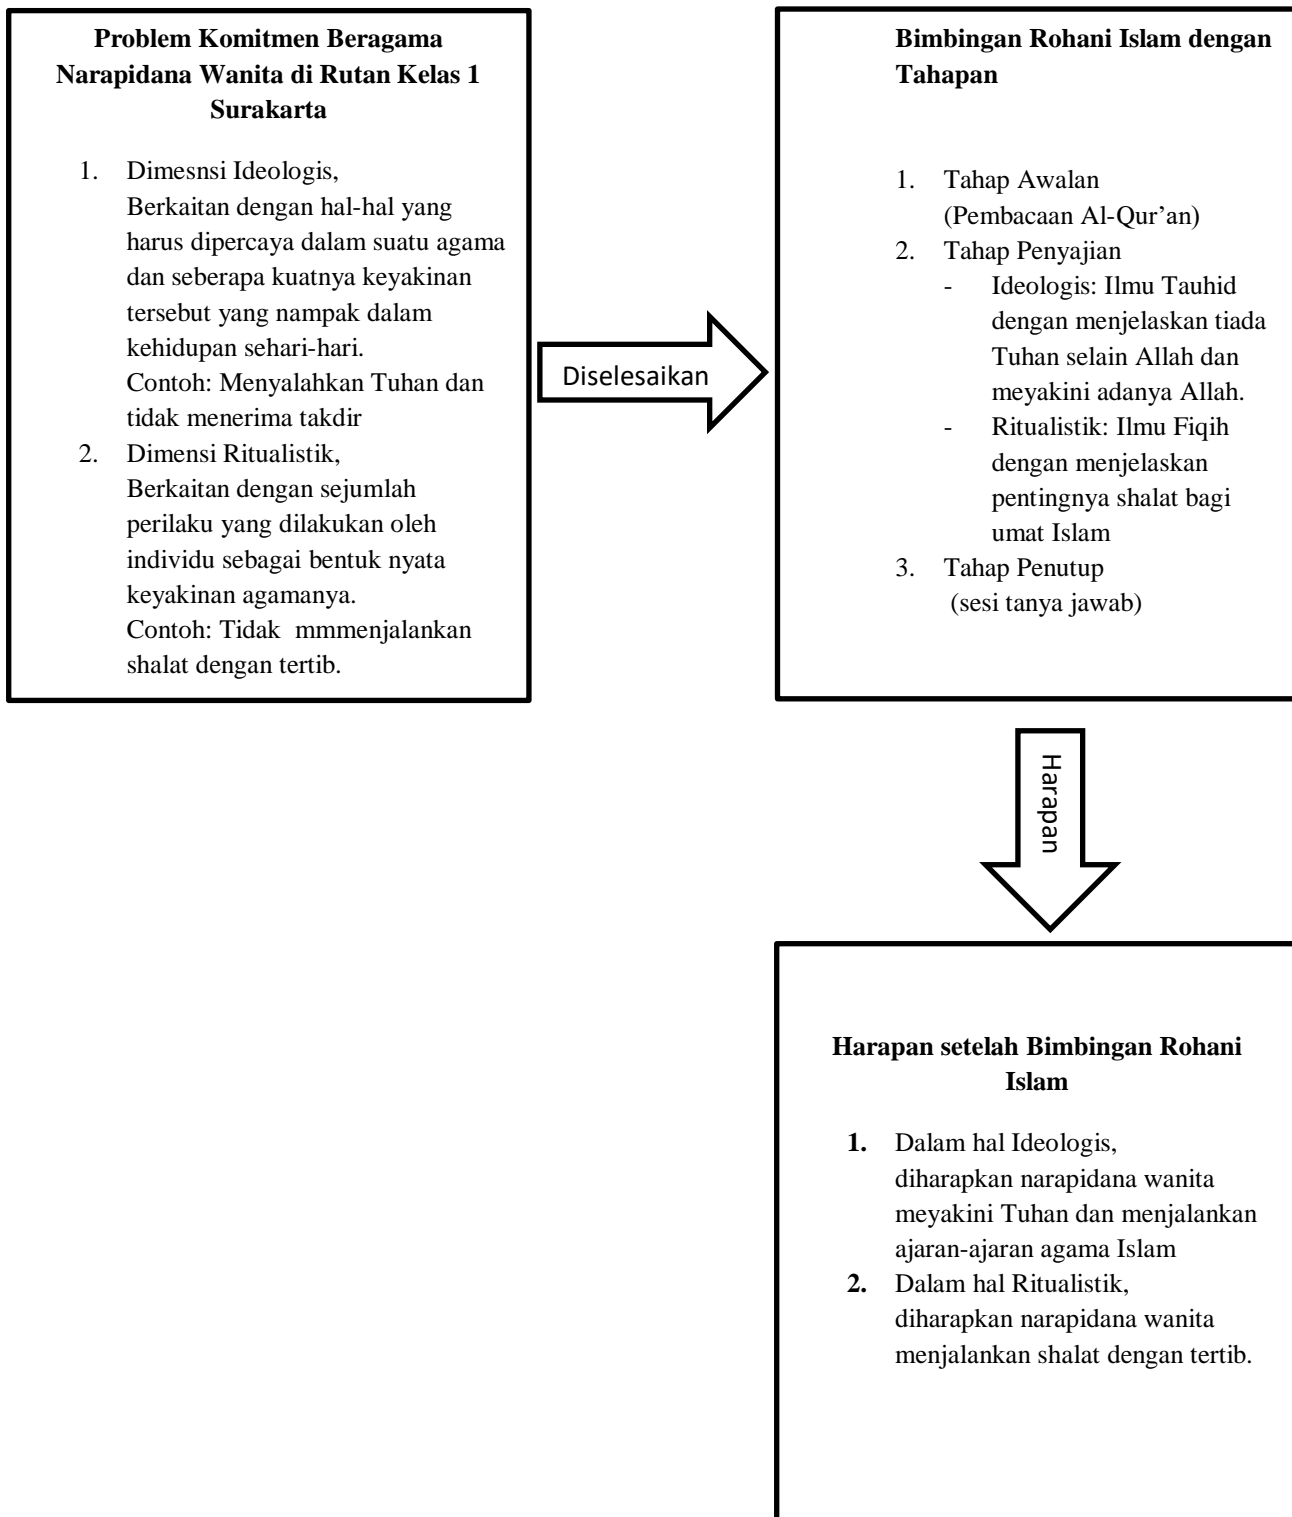 Problem Komitmen Beragama
Narapidana Wanita di Rutan Kelas 1
Surakarta
1. Dimesnsi Ideologis,
Berkaitan dengan hal-hal yang
harus dipercaya dalam suatu agama
dan seberapa kuatnya keyakinan
tersebut yang nampak dalam
kehidupan sehari-hari.
Contoh: Menyalahkan Tuhan dan
tidak menerima takdir
2. Dimensi Ritualistik,
Berkaitan dengan sejumlah
perilaku yang dilakukan oleh
individu sebagai bentuk nyata
keyakinan agamanya.
Contoh: Tidak mmmenjalankan
shalat dengan tertib.
Diselesaikan
Bimbingan Rohani Islam dengan
Tahapan
1. Tahap Awalan
(Pembacaan Al-Qur’an)
2. Tahap Penyajian
- Ideologis: Ilmu Tauhid
dengan menjelaskan tiada
Tuhan selain Allah dan
meyakini adanya Allah.
- Ritualistik: Ilmu Fiqih
dengan menjelaskan
pentingnya shalat bagi
umat Islam
3. Tahap Penutup
(sesi tanya jawab)
Harapan
Harapan setelah Bimbingan Rohani
Islam
1. Dalam hal Ideologis,
diharapkan narapidana wanita
meyakini Tuhan dan menjalankan
ajaran-ajaran agama Islam
2. Dalam hal Ritualistik,
diharapkan narapidana wanita
menjalankan shalat dengan tertib.